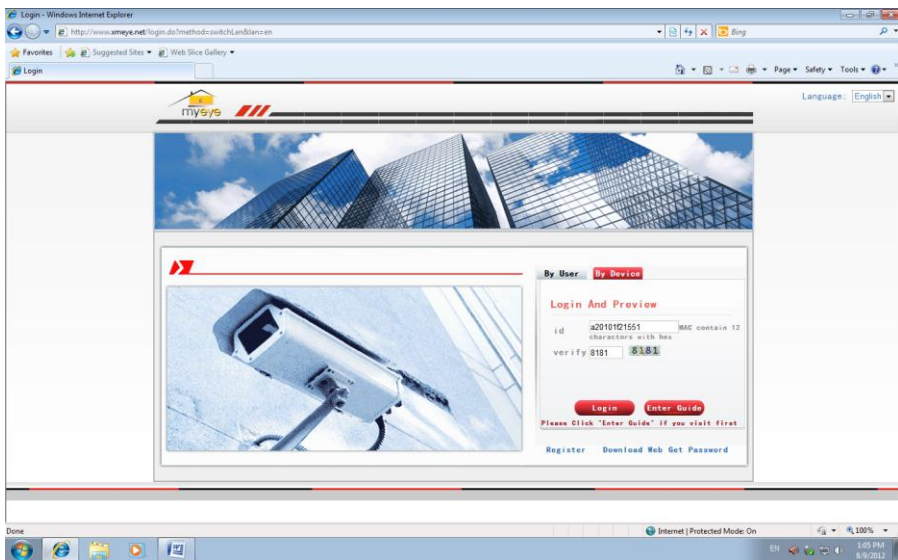 Login - Windows Internet Explorer
http://www.xmeye.net/login.do?method=switchLan&lan=en
Bing
Favorites
Suggested Sites
Web Slice Gallery
Login
Page
Safety
Tools
Language: English
myeye
By User
By Device
Login And Preview
id
a20101f21551
MAC contain 12
characters with hex
verify
8181
8181
Login
Enter Guide
Please Click "Enter Guide" if you visit first
Register
Download Web
Get Password
Done
Internet | Protected Mode: On
100%
EN
1:05 PM
8/9/2012